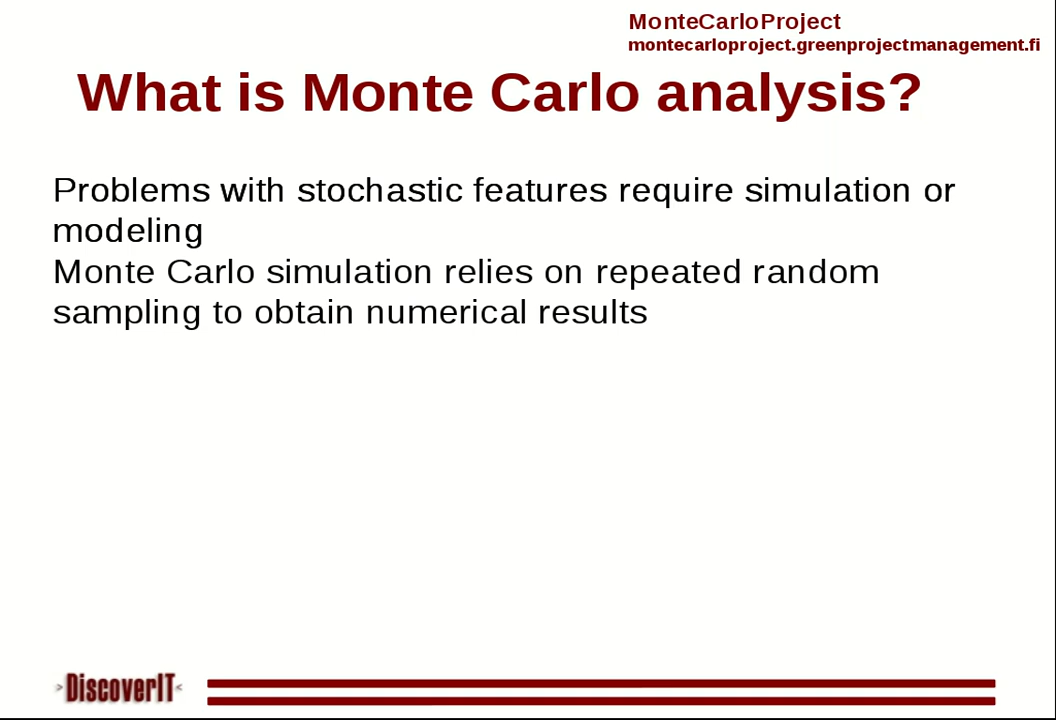 MonteCarloProject
montecarloproject.greenprojectmanagement.fi
What is Monte Carlo analysis?
Problems with stochastic features require simulation or
modeling
Monte Carlo simulation relies on repeated random
sampling to obtain numerical results
>DiscoverIT<